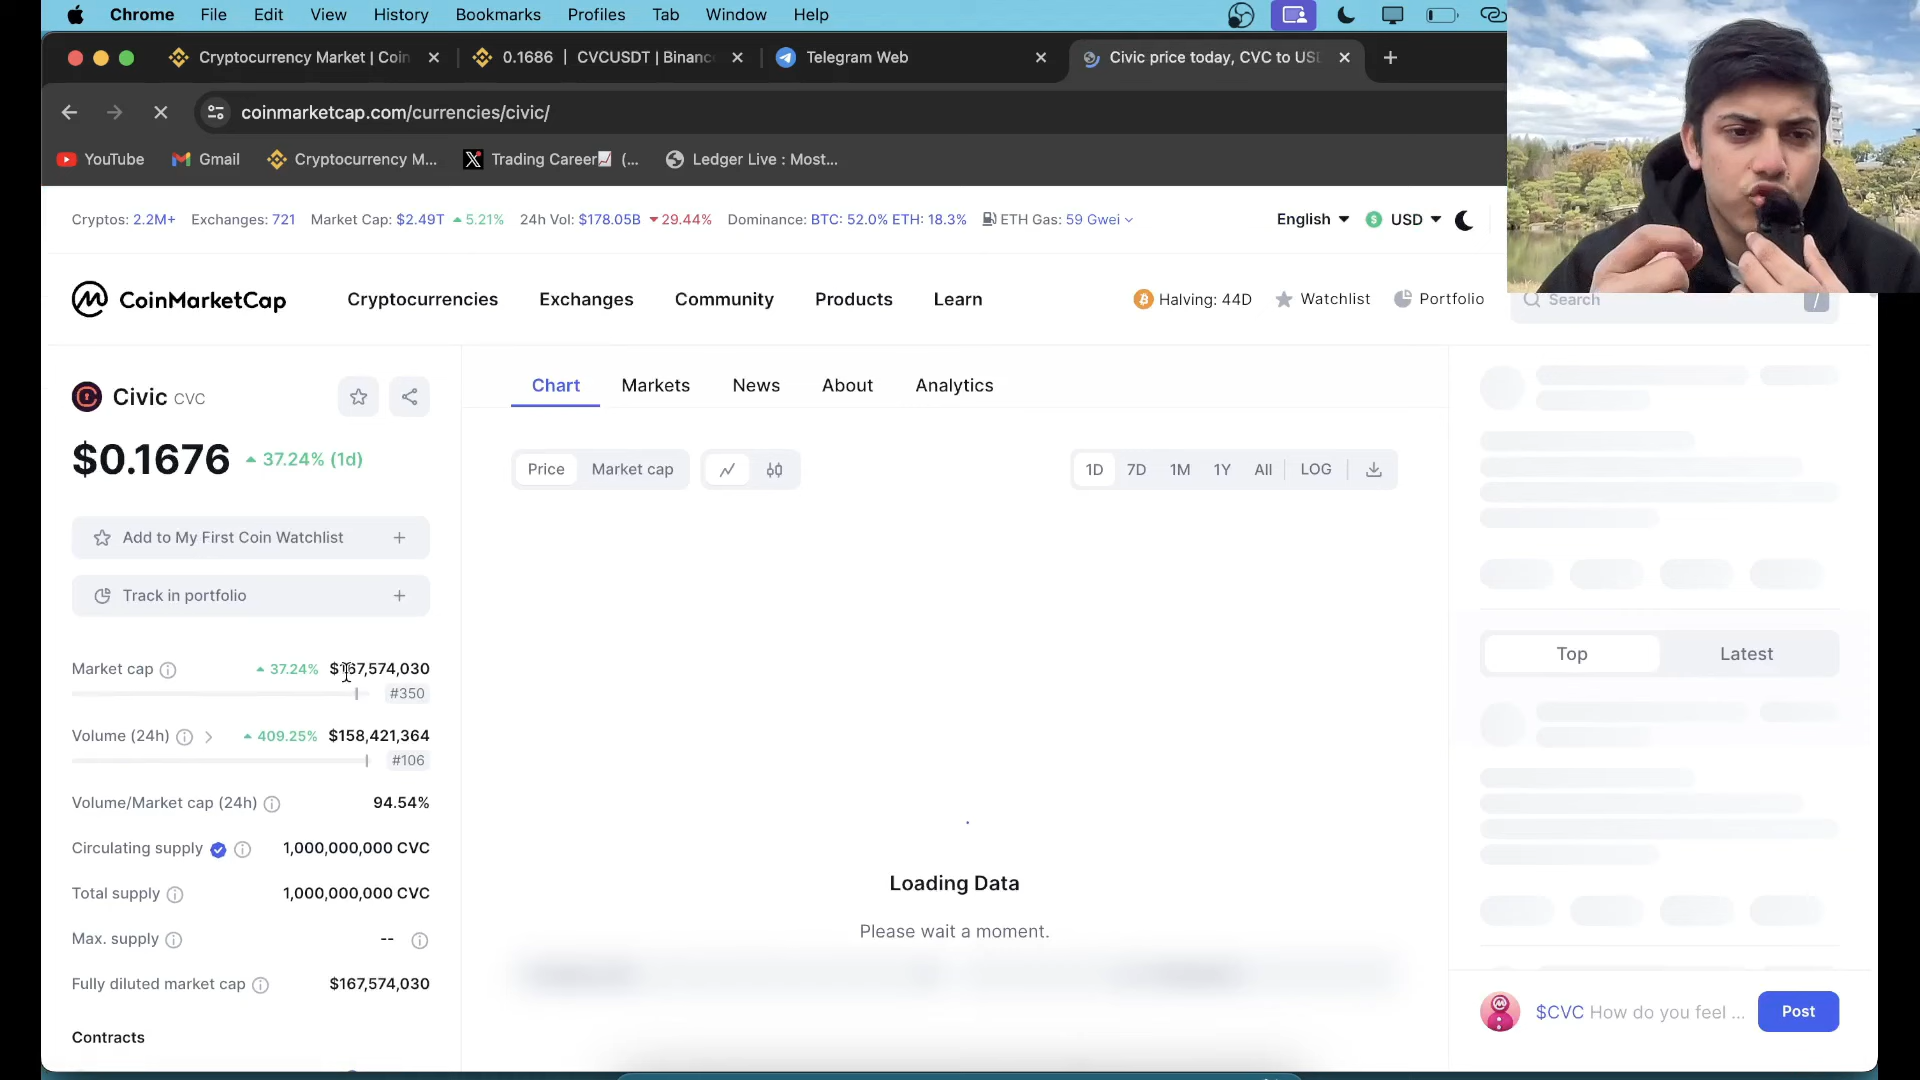 Chrome File Edit View History Bookmarks Profiles Tab Window Help
Cryptocurrency Market | Coin
0.1686 | CVCUSDT | Binanc
Telegram Web
Civic price today, CVC to US
coinmarketcap.com/currencies/civic/
YouTube Gmail Cryptocurrency M... Trading Career📈 (... Ledger Live : Most...
Cryptos: 2.2M+ Exchanges: 721 Market Cap: $2.49T 5.21% 24h Vol: $178.05B 29.44% Dominance: BTC: 52.0% ETH: 18.3% ETH Gas: 59 Gwei
English USD
CoinMarketCap Cryptocurrencies Exchanges Community Products Learn Halving: 44D Watchlist Portfolio Search /
Civic CVC
$0.1676 37.24% (1d)
Add to My First Coin Watchlist +
Track in portfolio +
Market cap 37.24% $167,574,030
#350
Volume (24h) 409.25% $158,421,364
#106
Volume/Market cap (24h) 94.54%
Circulating supply 1,000,000,000 CVC
Total supply 1,000,000,000 CVC
Max. supply --
Fully diluted market cap $167,574,030
Contracts
Chart Markets News About Analytics
Price Market cap
1D 7D 1M 1Y All LOG
Loading Data
Please wait a moment.
Top Latest
$CVC How do you feel ... Post